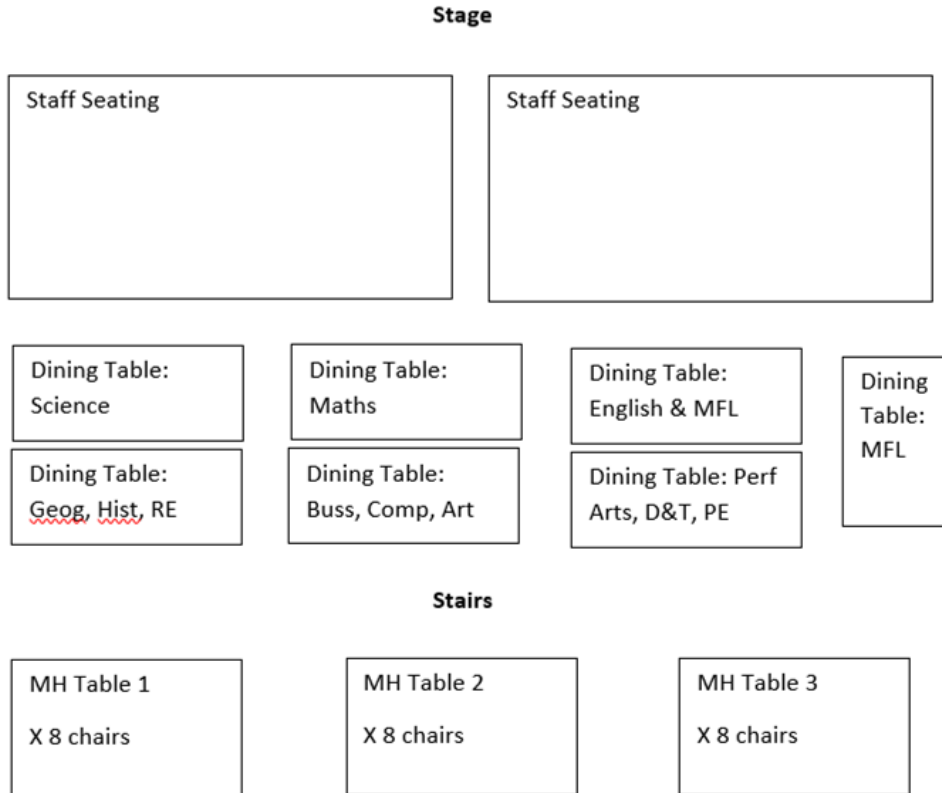 Stage
Staff Seating
Staff Seating
Dining Table:
Science
Dining Table:
Maths
Dining Table:
English & MFL
Dining
Table:
MFL
Dining Table:
Geog, Hist, RE
Dining Table:
Buss, Comp, Art
Dining Table: Perf
Arts, D&T, PE
Stairs
MH Table 1
X 8 chairs
MH Table 2
X 8 chairs
MH Table 3
X 8 chairs